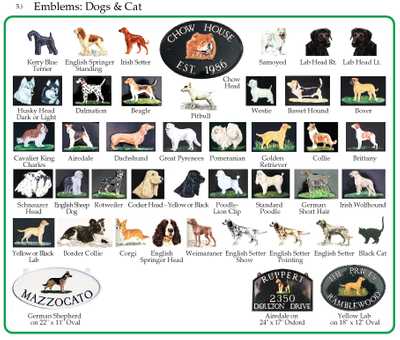 5.) Emblems: Dogs & Cat
CHOW HOUSE
EST. 1986
Kerry Blue Terrier
English Springer Standing
Irish Setter
Chow Head
Samoyed
Lab Head Rt.
Lab Head Lt.
Husky Head Dark or Light
Dalmation
Beagle
Pitbull
Westie
Basset Hound
Boxer
Cavalier King Charles
Airedale
Dachshund
Great Pyrenees
Pomeranian
Golden Retriever
Collie
Brittany
Schnauzer Head
English Sheep Dog
Rotweiler
Cocker Head--Yellow or Black
Poodle-Lion Clip
Standard Poodle
German Short Hair
Irish Wolfhound
Yellow or Black Lab
Border Collie
Corgi
English Springer Head
Weimaraner
English Setter Show
English Setter Pointing
English Setter
Black Cat
MAZZOCATO
German Shepherd
on 22" x 11" Oval
RUPPERT
2350
DOULTON DRIVE
Airedale on
24" x 17" Oxford
THE PRICES
RAMBLEWOOD
Yellow Lab
on 18" x 12" Oval